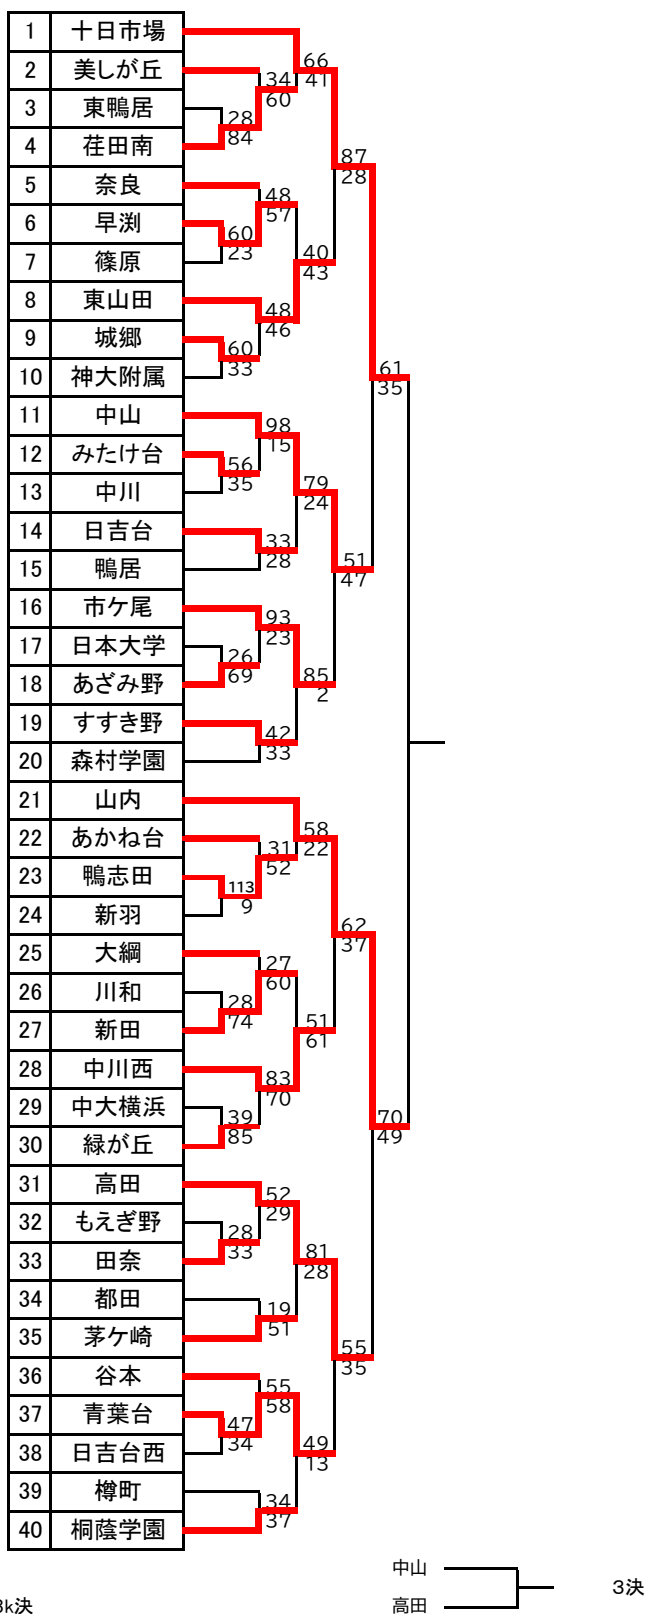 1 十日市場
2 美しが丘
3 東鴨居
4 荏田南
5 奈良
6 早渕
7 篠原
8 東山田
9 城郷
10 神大附属
11 中山
12 みたけ台
13 中川
14 日吉台
15 鴨居
16 市ケ尾
17 日本大学
18 あざみ野
19 すすき野
20 森村学園
21 山内
22 あかね台
23 鴨志田
24 新羽
25 大綱
26 川和
27 新田
28 中川西
29 中大横浜
30 緑が丘
31 高田
32 もえぎ野
33 田奈
34 都田
35 茅ケ崎
36 谷本
37 青葉台
38 日吉台西
39 樽町
40 桐蔭学園
28
84
60
23
60
33
56
35
26
69
113
9
28
74
39
85
28
33
47
34
34
60
48
57
48
46
98
15
33
28
93
23
42
33
31
52
27
60
83
70
52
29
19
51
55
58
34
37
66
41
40
43
79
24
85
2
58
22
51
61
81
28
49
13
87
28
51
47
62
37
55
35
61
35
70
49
中山
高田
3決
k決